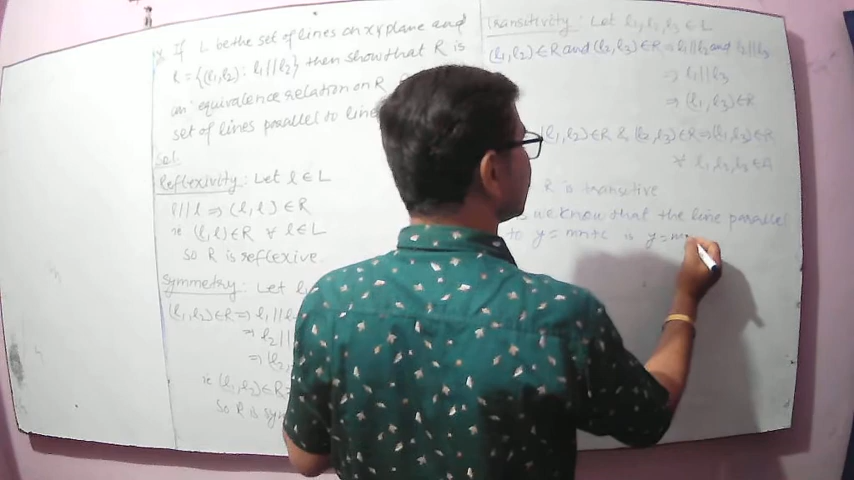 Ex. If L be the set of lines on xy plane and
l = {(l₁,l₂): l₁||l₂} then show that R is
an equivalence relation on R
set of lines parallel to line
Sol.
Reflexivity: Let l ∈ L
l||l ⇒ (l,l) ∈ R
ie (l,l) ∈ R ∀ l ∈ L
So R is reflexive.
Symmetry: Let
(l₁,l₂) ∈ R ⇒ l₁||
⇒ l₂||
⇒ (l₂,
ie (l₁,l₂) ∈ R
So R is
Transitivity: Let l₁,l₂,l₃ ∈ L
(l₁,l₂) ∈ R and (l₂,l₃) ∈ R ⇒ l₁||l₂ and l₂||l₃
⇒ l₁||l₃
⇒ (l₁,l₃) ∈ R
(l₁,l₂) ∈ R & (l₂,l₃) ∈ R ⇒ (l₁,l₃) ∈ R
∀ l₁,l₂,l₃ ∈ A
R is transitive
we know that the line parallel
to y = mx+c is y = m